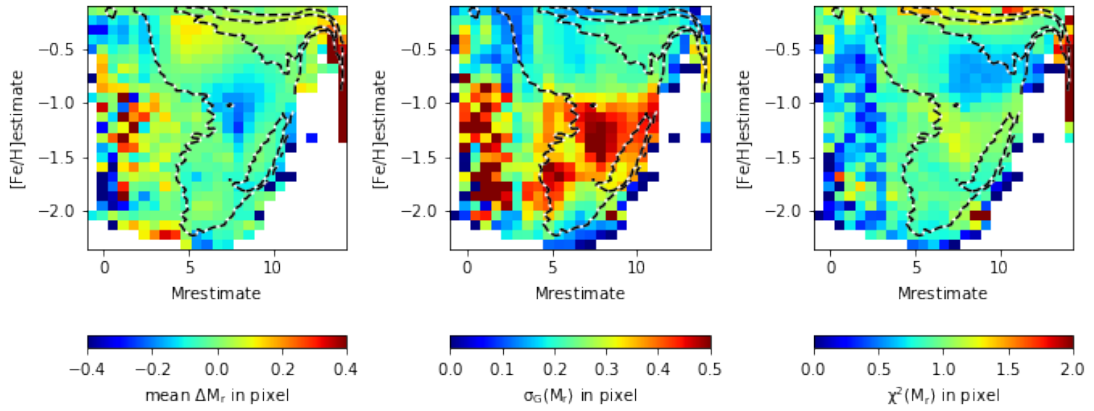 [Fe/H]estimate
−0.5
−1.0
−1.5
−2.0
0 5 10
Mrestimate
−0.4 −0.2 0.0 0.2 0.4
mean ΔMr in pixel
[Fe/H]estimate
−0.5
−1.0
−1.5
−2.0
0 5 10
Mrestimate
0.0 0.1 0.2 0.3 0.4 0.5
σG(Mr) in pixel
[Fe/H]estimate
−0.5
−1.0
−1.5
−2.0
0 5 10
Mrestimate
0.0 0.5 1.0 1.5 2.0
χ²(Mr) in pixel